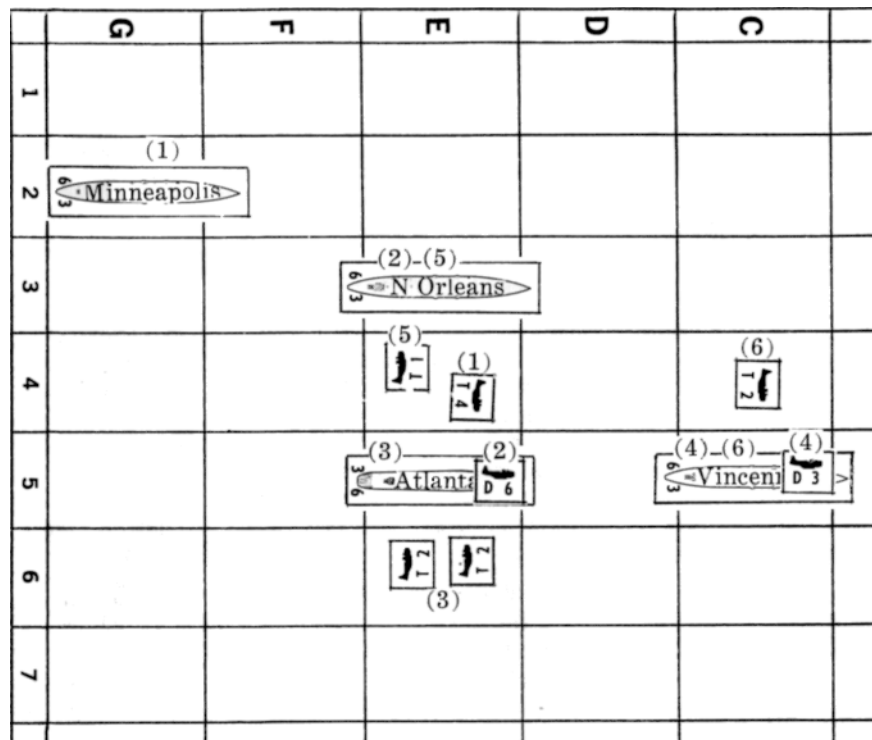 G F E D C
1
(1)
2 6 3 Minneapolis
(2)-(5)
3 6 3 N Orleans
(5) (1) (6)
4 1 T T 4 T 2
(3) (2) (4)-(6) (4)
5 3 6 Atlanta D 6 6 3 Vincenn D 3
6 T 2 T 2
(3)
7